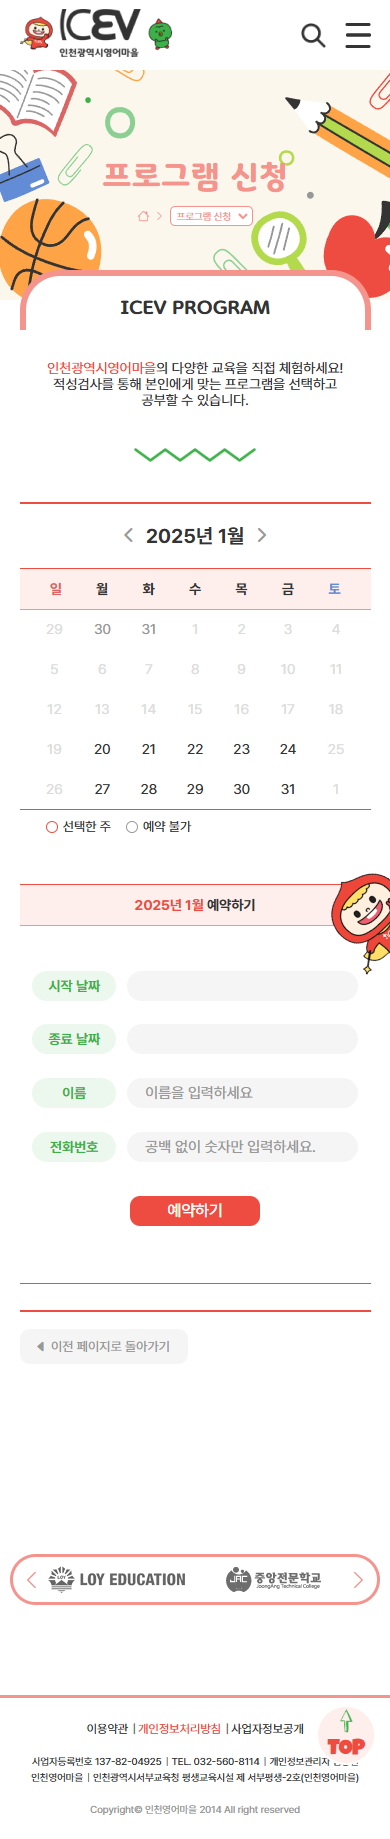 ICEV
인천광역시영어마을
프로그램 신청
프로그램 신청
ICEV PROGRAM
인천광역시영어마을의 다양한 교육을 직접 체험하세요!
적성검사를 통해 본인에게 맞는 프로그램을 선택하고
공부할 수 있습니다.
2025년 1월
일 월 화 수 목 금 토
29 30 31 1 2 3 4
5 6 7 8 9 10 11
12 13 14 15 16 17 18
19 20 21 22 23 24 25
26 27 28 29 30 31 1
선택한 주 예약 불가
2025년 1월 예약하기
시작 날짜
종료 날짜
이름 이름을 입력하세요
전화번호 공백 없이 숫자만 입력하세요.
예약하기
이전 페이지로 돌아가기
LOY
LOY EDUCATION
JAC
중앙전문학교
JoongAng Technical College
이용약관 | 개인정보처리방침 | 사업자정보공개
사업자등록번호 137-82-04925 | TEL. 032-560-8114 | 개인정보관리자
인천영어마을 | 인천광역시서부교육청 평생교육시설 제 서부평생-2호(인천영어마을)
TOP
Copyright© 인천영어마을 2014 All right reserved